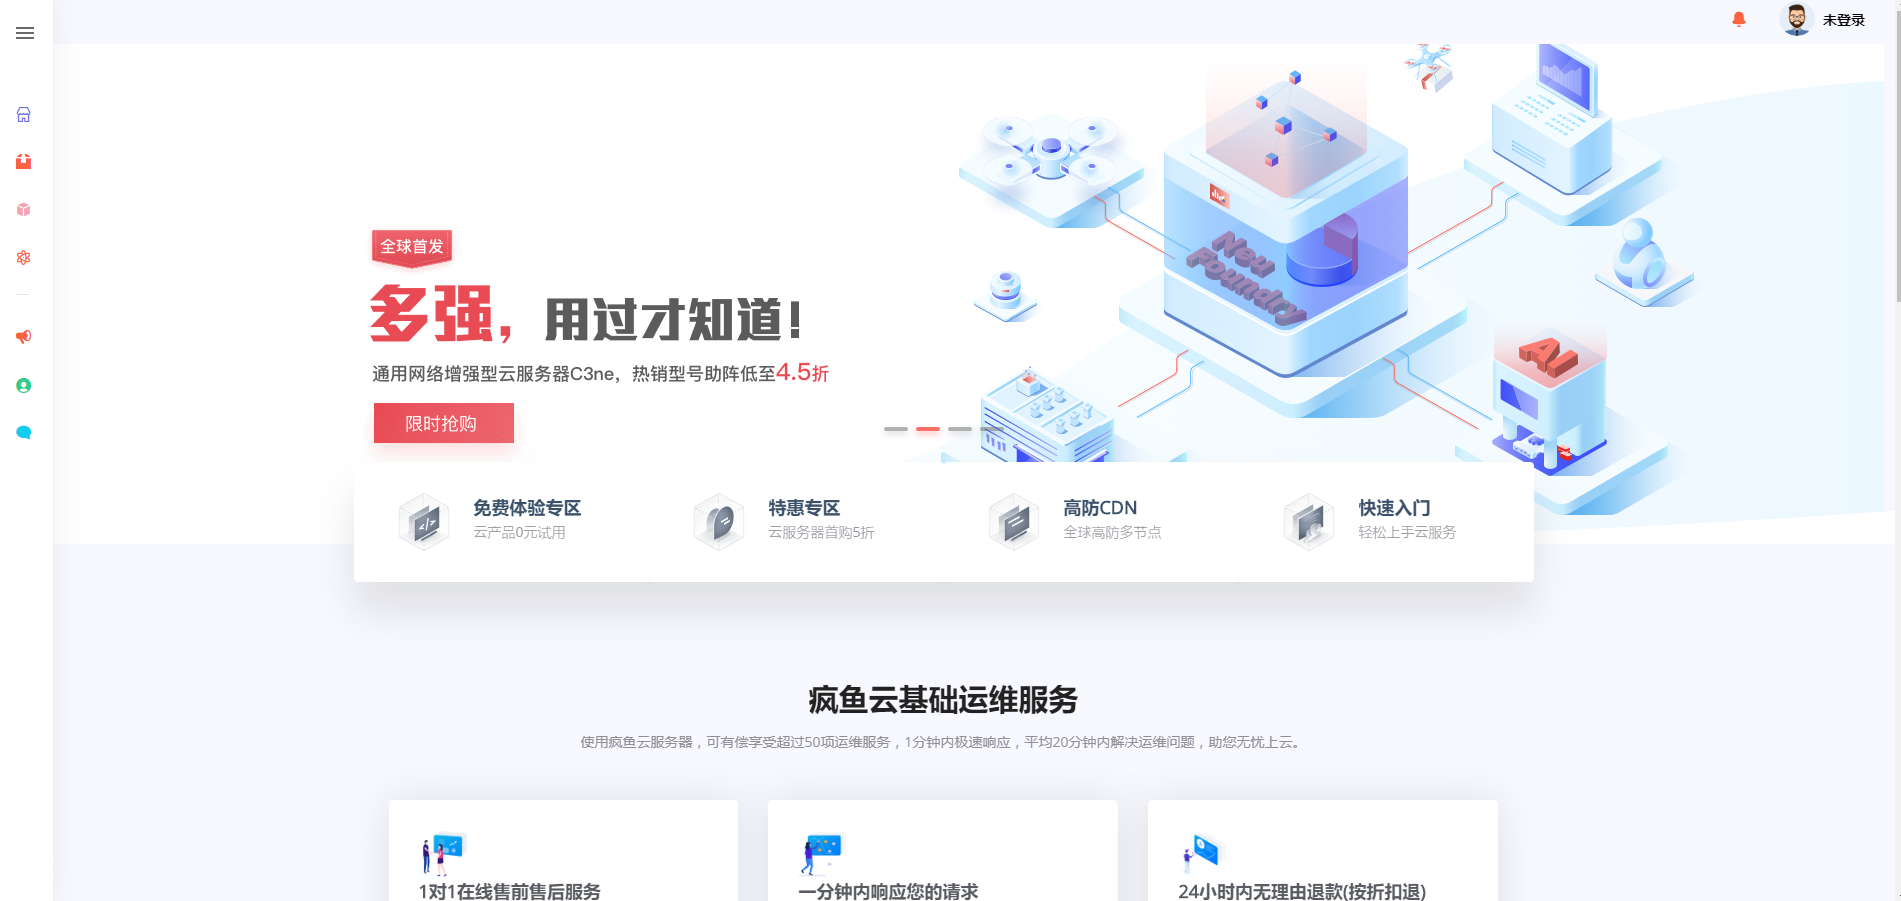 未登录
全球首发
多强，用过才知道！
通用网络增强型云服务器C3ne，热销型号助阵低至4.5折
限时抢购
New
Foundry
AI
免费体验专区
云产品0元试用
特惠专区
云服务器首购5折
高防CDN
全球高防多节点
快速入门
轻松上手云服务
疯鱼云基础运维服务
使用疯鱼云服务器，可有偿享受超过50项运维服务，1分钟内极速响应，平均20分钟内解决运维问题，助您无忧上云。
1对1在线售前售后服务
一分钟内响应您的请求
24小时内无理由退款(按折扣退)